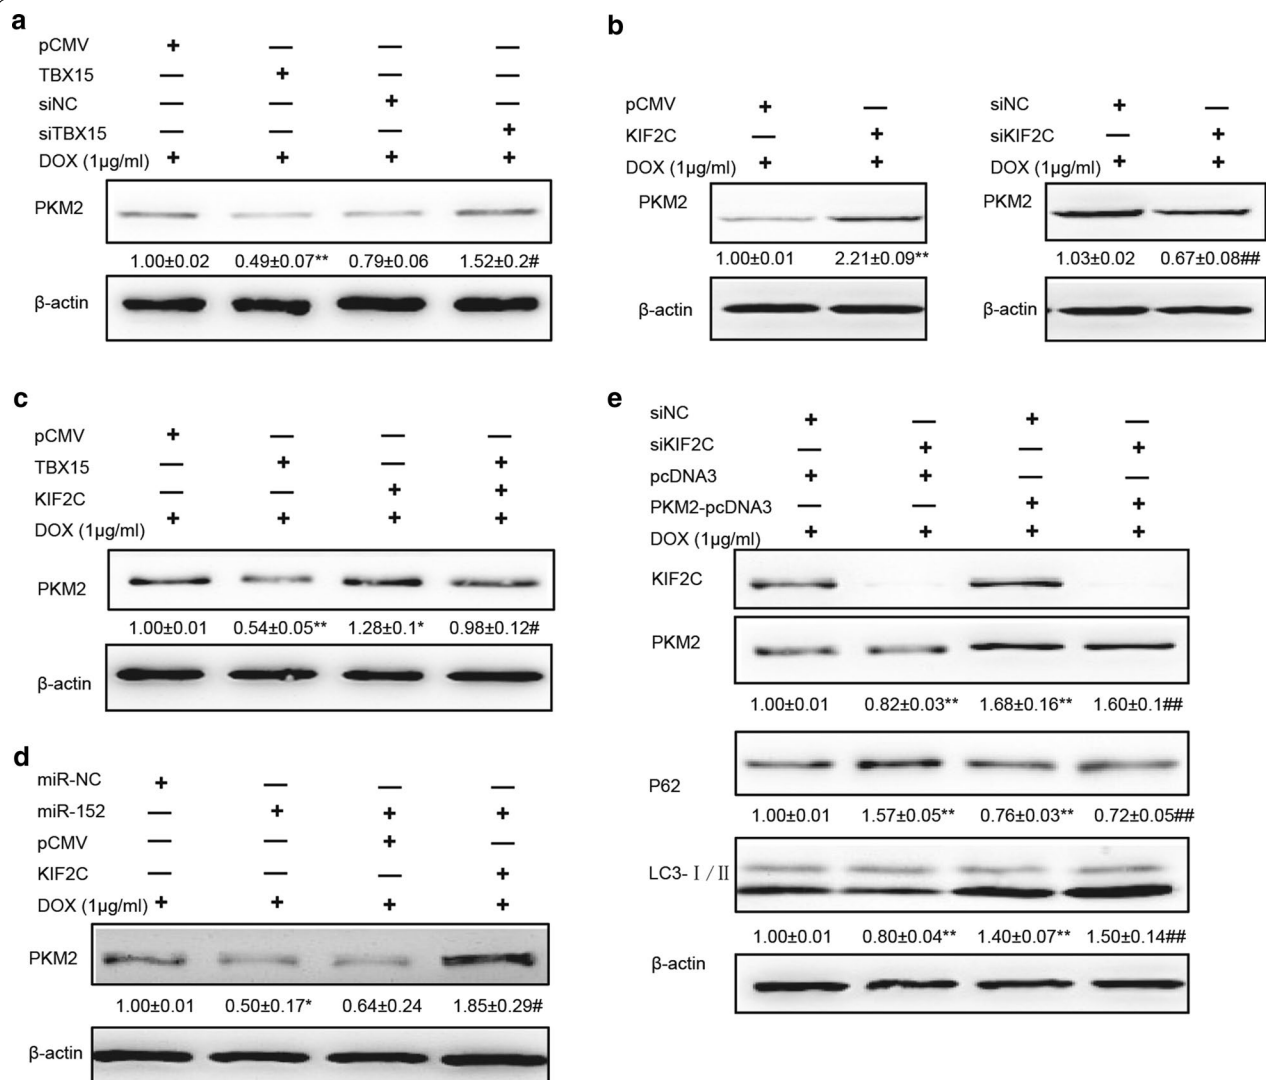 a
pCMV + — — —
TBX15 — + — —
siNC — — + —
siTBX15 — — — +
DOX (1µg/ml) + + + +
PKM2
1.00±0.02 0.49±0.07** 0.79±0.06 1.52±0.2#
β-actin
b
pCMV + —
KIF2C — +
DOX (1µg/ml) + +
PKM2
1.00±0.01 2.21±0.09**
β-actin
siNC + —
siKIF2C — +
DOX (1µg/ml) + +
PKM2
1.03±0.02 0.67±0.08##
β-actin
c
pCMV + — — —
TBX15 — + — +
KIF2C — — + +
DOX (1µg/ml) + + + +
PKM2
1.00±0.01 0.54±0.05** 1.28±0.1* 0.98±0.12#
β-actin
d
miR-NC + — — —
miR-152 — + + +
pCMV — — + —
KIF2C — — — +
DOX (1µg/ml) + + + +
PKM2
1.00±0.01 0.50±0.17* 0.64±0.24 1.85±0.29#
β-actin
e
siNC + — + —
siKIF2C — + — +
pcDNA3 + + — —
PKM2-pcDNA3 — — + +
DOX (1µg/ml) + + + +
KIF2C
PKM2
1.00±0.01 0.82±0.03** 1.68±0.16** 1.60±0.1##
P62
1.00±0.01 1.57±0.05** 0.76±0.03** 0.72±0.05##
LC3-Ⅰ/Ⅱ
1.00±0.01 0.80±0.04** 1.40±0.07** 1.50±0.14##
β-actin